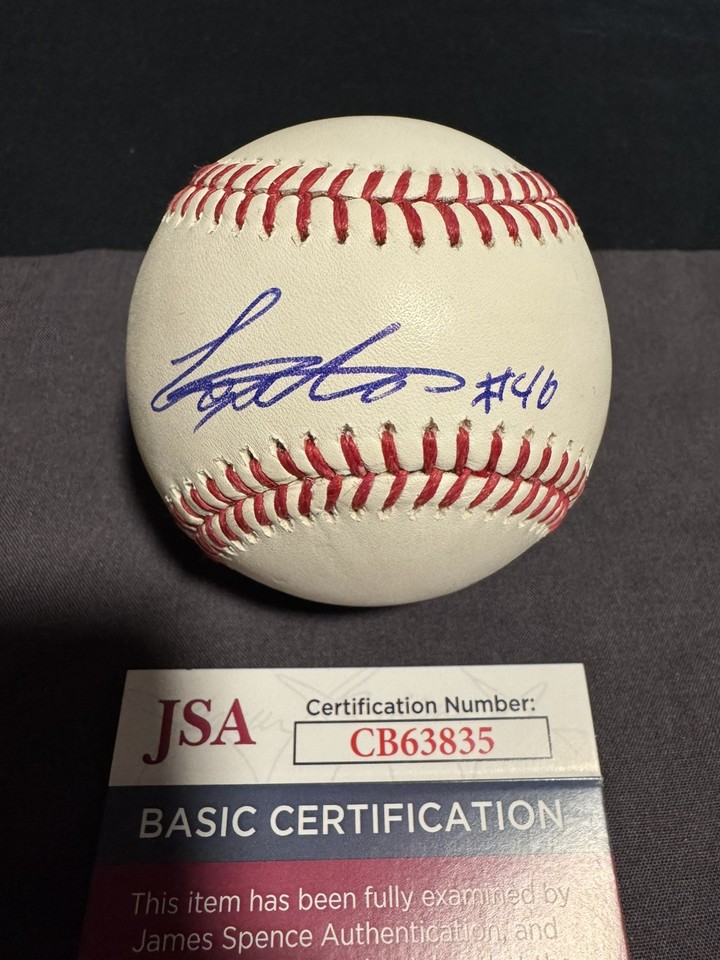 #46
JSA
Certification Number:
CB63835
BASIC CERTIFICATION
This item has been fully examined by
James Spence Authentication, and